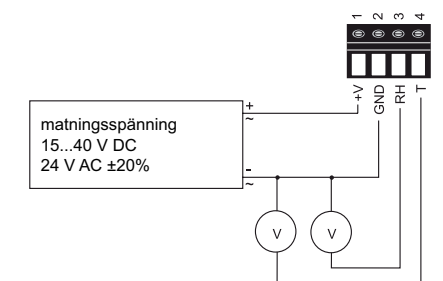 1 2 3 4
+V GND RH T
+
~
matningsspänning
15...40 V DC
24 V AC ±20%
-
~
V V